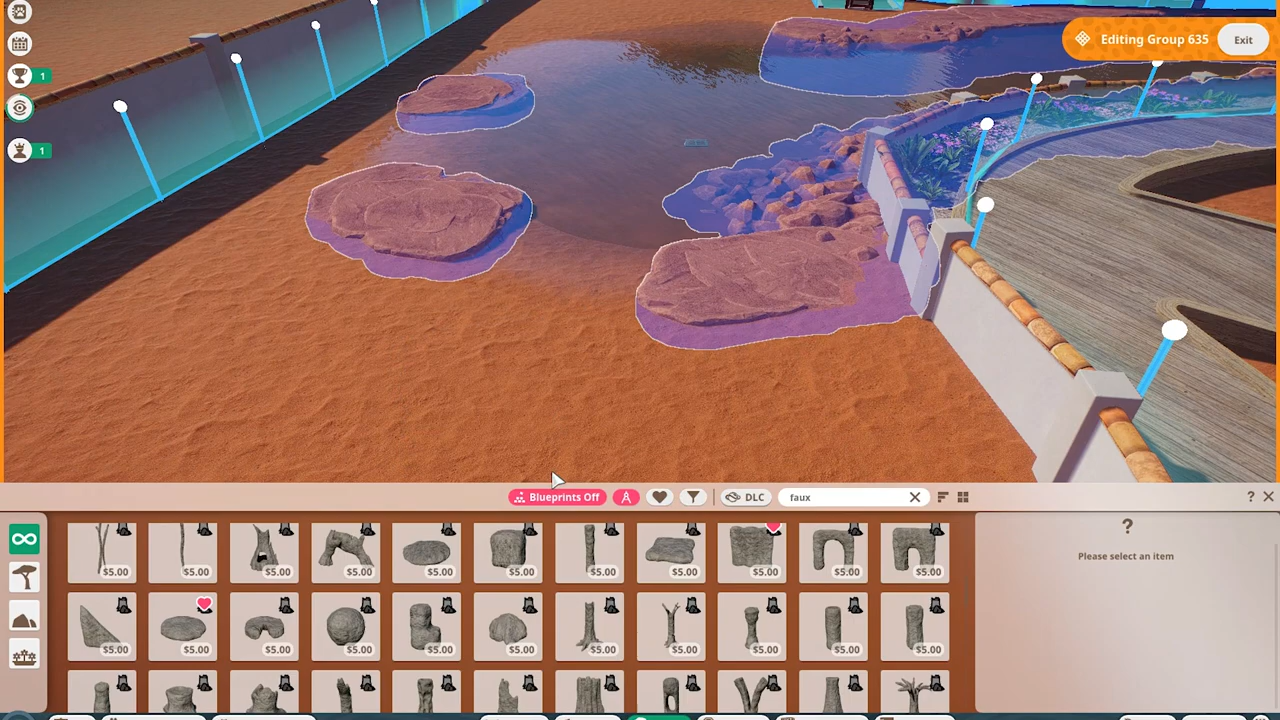 Editing Group 635
Exit
1
1
Blueprints Off
DLC
faux
?
?
Please select an item
$5.00 $5.00 $5.00 $5.00 $5.00 $5.00 $5.00 $5.00 $5.00 $5.00 $5.00
$5.00 $5.00 $5.00 $5.00 $5.00 $5.00 $5.00 $5.00 $5.00 $5.00 $5.00